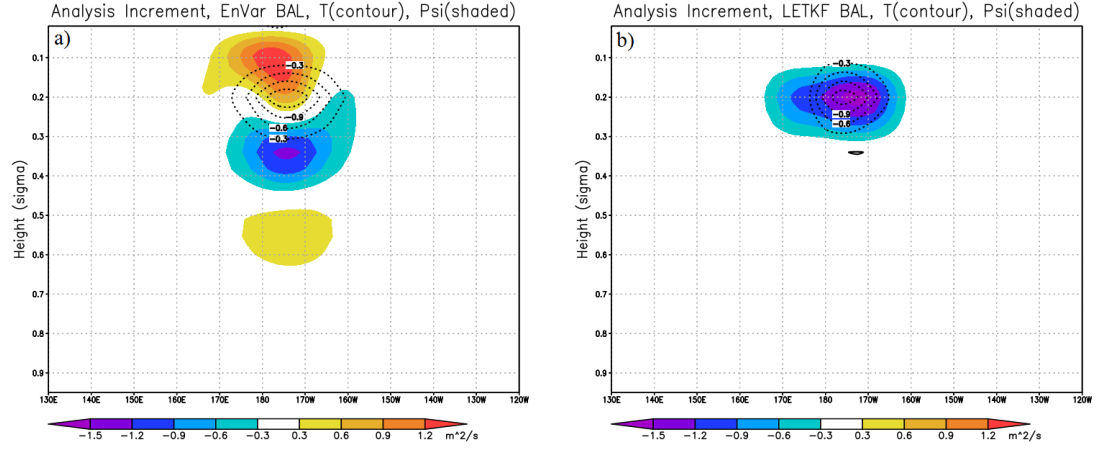 Analysis Increment, EnVar BAL, T(contour), Psi(shaded)
a)
Height (sigma)
0.1
0.2
0.3
0.4
0.5
0.6
0.7
0.8
0.9
-0.3
-0.9
-0.6
-0.3
130E 140E 150E 160E 170E 180 170W 160W 150W 140W 130W 120W
-1.5 -1.2 -0.9 -0.6 -0.3 0.3 0.6 0.9 1.2 m^2/s
Analysis Increment, LETKF BAL, T(contour), Psi(shaded)
b)
Height (sigma)
0.1
0.2
0.3
0.4
0.5
0.6
0.7
0.8
0.9
-0.3
-0.9
-0.6
130E 140E 150E 160E 170E 180 170W 160W 150W 140W 130W 120W
-1.5 -1.2 -0.9 -0.6 -0.3 0.3 0.6 0.9 1.2 m^2/s